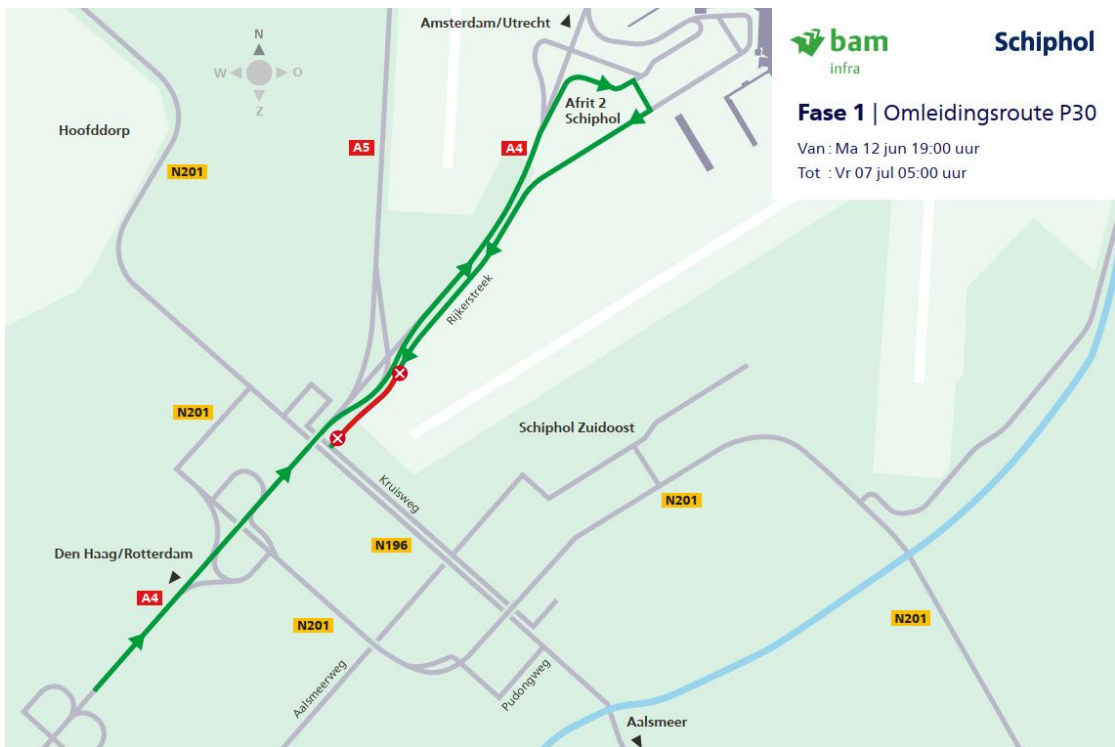 Amsterdam/Utrecht
bam
infra
Schiphol
N
W
O
Z
Afrit 2
Schiphol
Fase 1 | Omleidingsroute P30
Van : Ma 12 jun 19:00 uur
Tot : Vr 07 jul 05:00 uur
Hoofddorp
A5
A4
N201
Rijkerstreek
N201
Schiphol Zuidoost
Kruisweg
N201
N196
Den Haag/Rotterdam
A4
N201
N201
Aalsmeerweg
Pudongweg
Aalsmeer